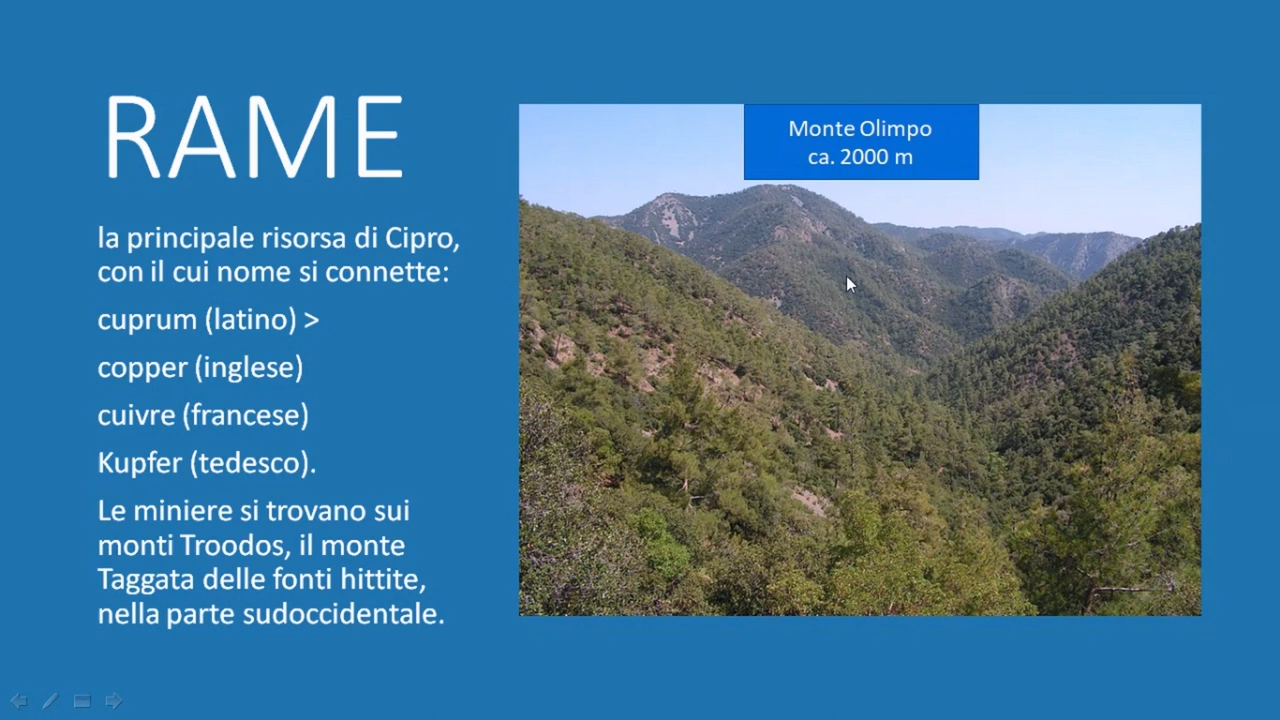 RAME
la principale risorsa di Cipro,
con il cui nome si connette:
cuprum (latino) >
copper (inglese)
cuivre (francese)
Kupfer (tedesco).
Le miniere si trovano sui
monti Troodos, il monte
Taggata delle fonti hittite,
nella parte sudoccidentale.
Monte Olimpo
ca. 2000 m